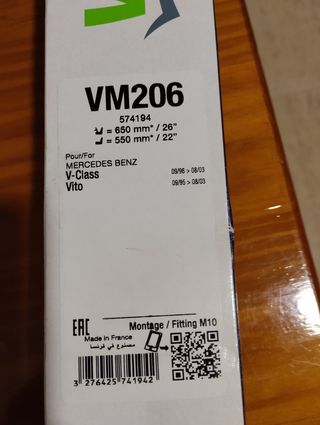 VM206
574194
= 650 mm* / 26"
= 550 mm* / 22"
Pour/For
MERCEDES BENZ
V-Class 09/96 > 08/03
Vito 09/95 > 08/03
EAC
Montage / Fitting M10
Made in France
مصنوع في فرنسا
3 276425 741942